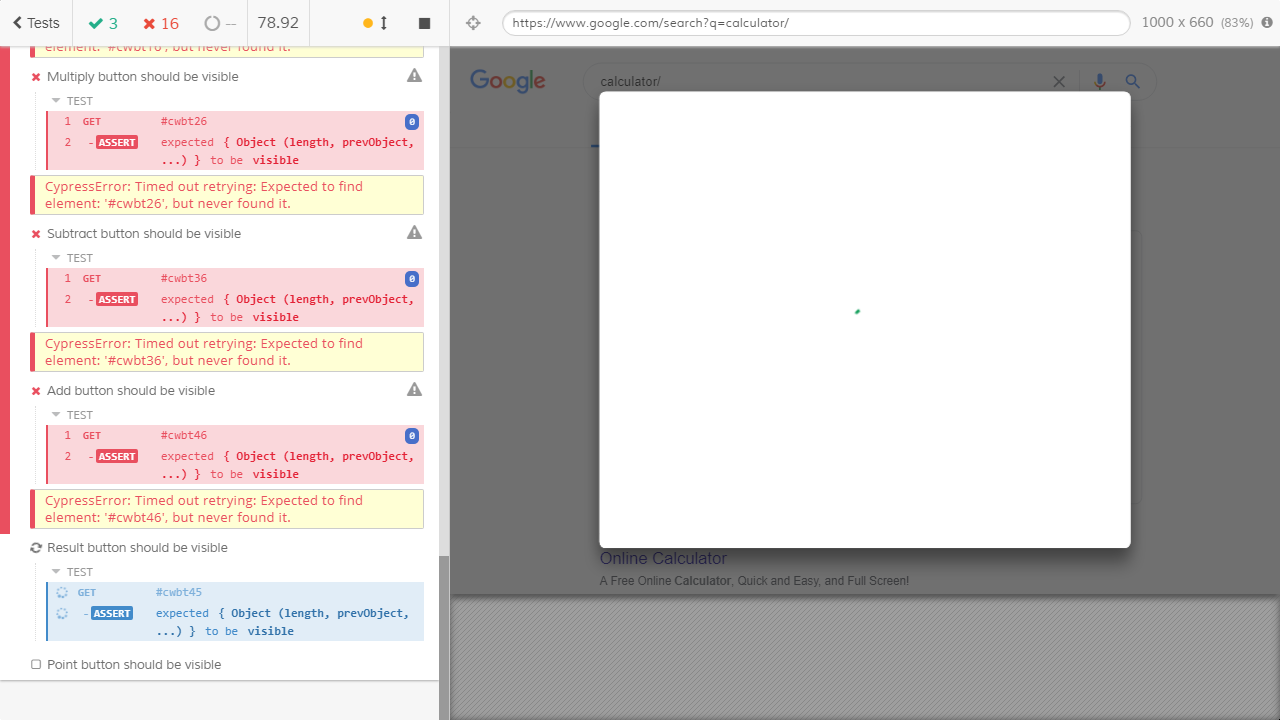 Tests
3
16
--
78.92
https://www.google.com/search?q=calculator/
1000 x 660 (83%)
element: '#cwbt16', but never found it.
Multiply button should be visible
TEST
1 GET #cwbt26 0
2 -ASSERT expected { Object (length, prevObject,
...) } to be visible
CypressError: Timed out retrying: Expected to find
element: '#cwbt26', but never found it.
Subtract button should be visible
TEST
1 GET #cwbt36 0
2 -ASSERT expected { Object (length, prevObject,
...) } to be visible
CypressError: Timed out retrying: Expected to find
element: '#cwbt36', but never found it.
Add button should be visible
TEST
1 GET #cwbt46 0
2 -ASSERT expected { Object (length, prevObject,
...) } to be visible
CypressError: Timed out retrying: Expected to find
element: '#cwbt46', but never found it.
Result button should be visible
TEST
GET #cwbt45
-ASSERT expected { Object (length, prevObject,
...) } to be visible
Point button should be visible
Google
calculator/
Online Calculator
A Free Online Calculator, Quick and Easy, and Full Screen!